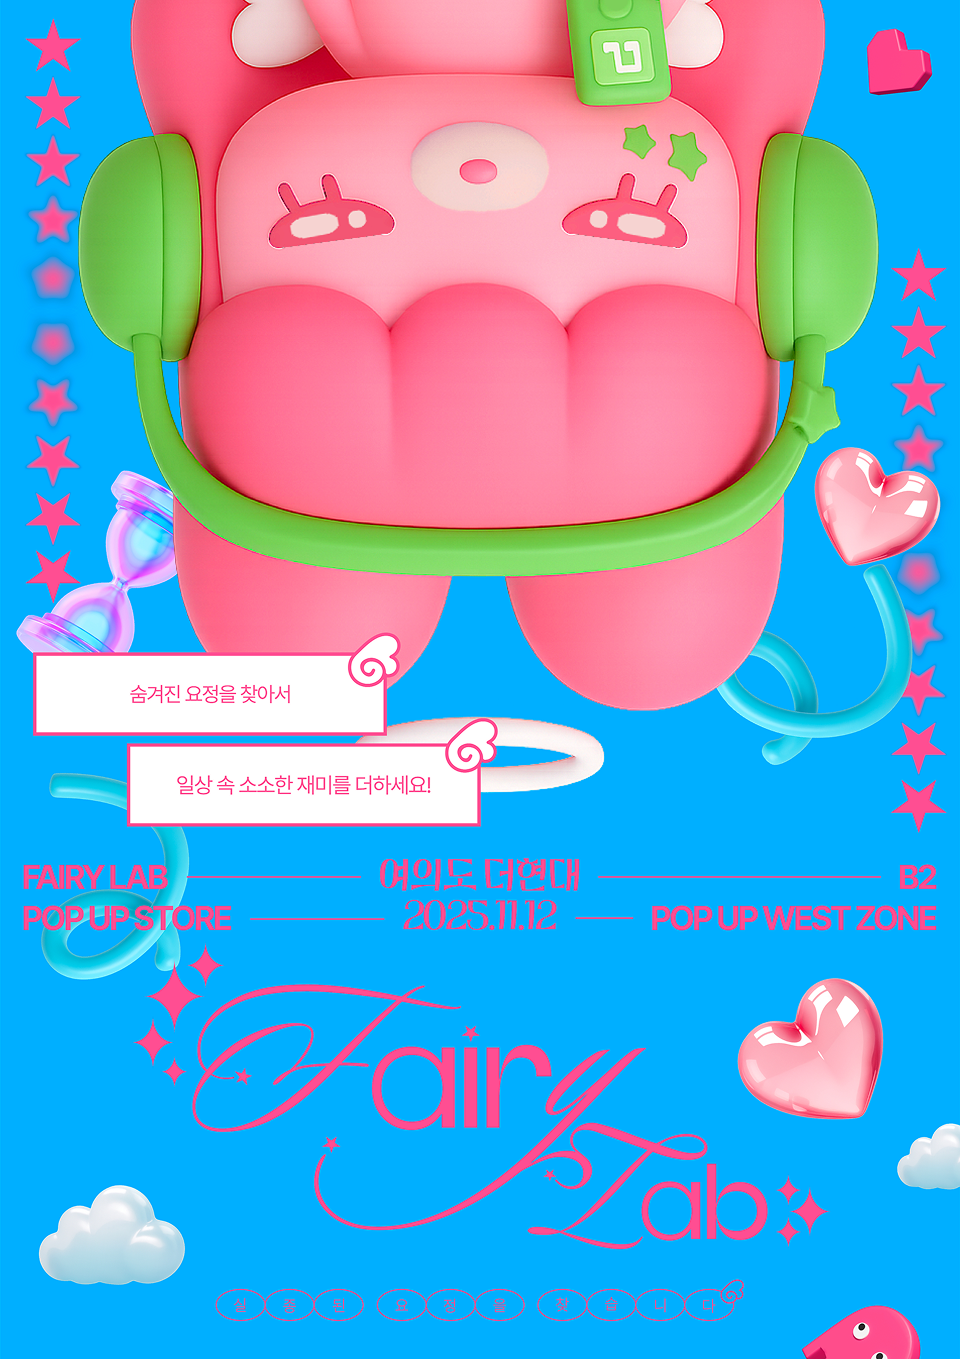 숨겨진 요정을 찾아서
일상 속 소소한 재미를 더하세요!
FAIRY LAB 여의도 더현대 B2
POP UP STORE 2025.11.12 POP UP WEST ZONE
Fairy
Lab